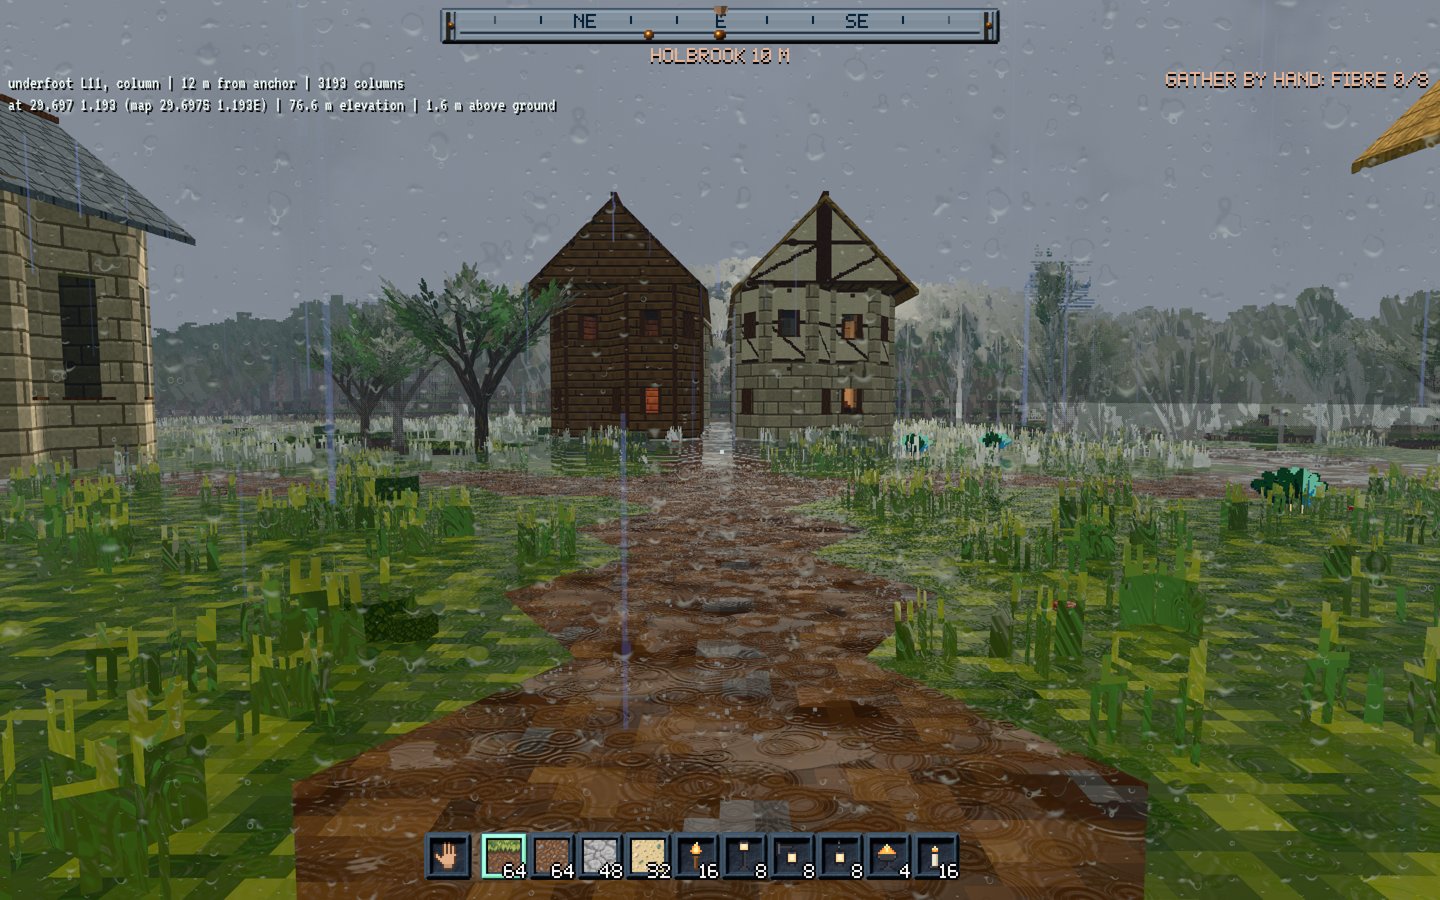 NE E SE
HOLBROOK 10 M
underfoot L11, column | 12 m from anchor | 3193 columns
GATHER BY HAND: FIBRE 0/8
at 29.697 1.193 (map 29.697S 1.193E) | 76.6 m elevation | 1.6 m above ground
64 64 48 32 16 8 8 8 4 16